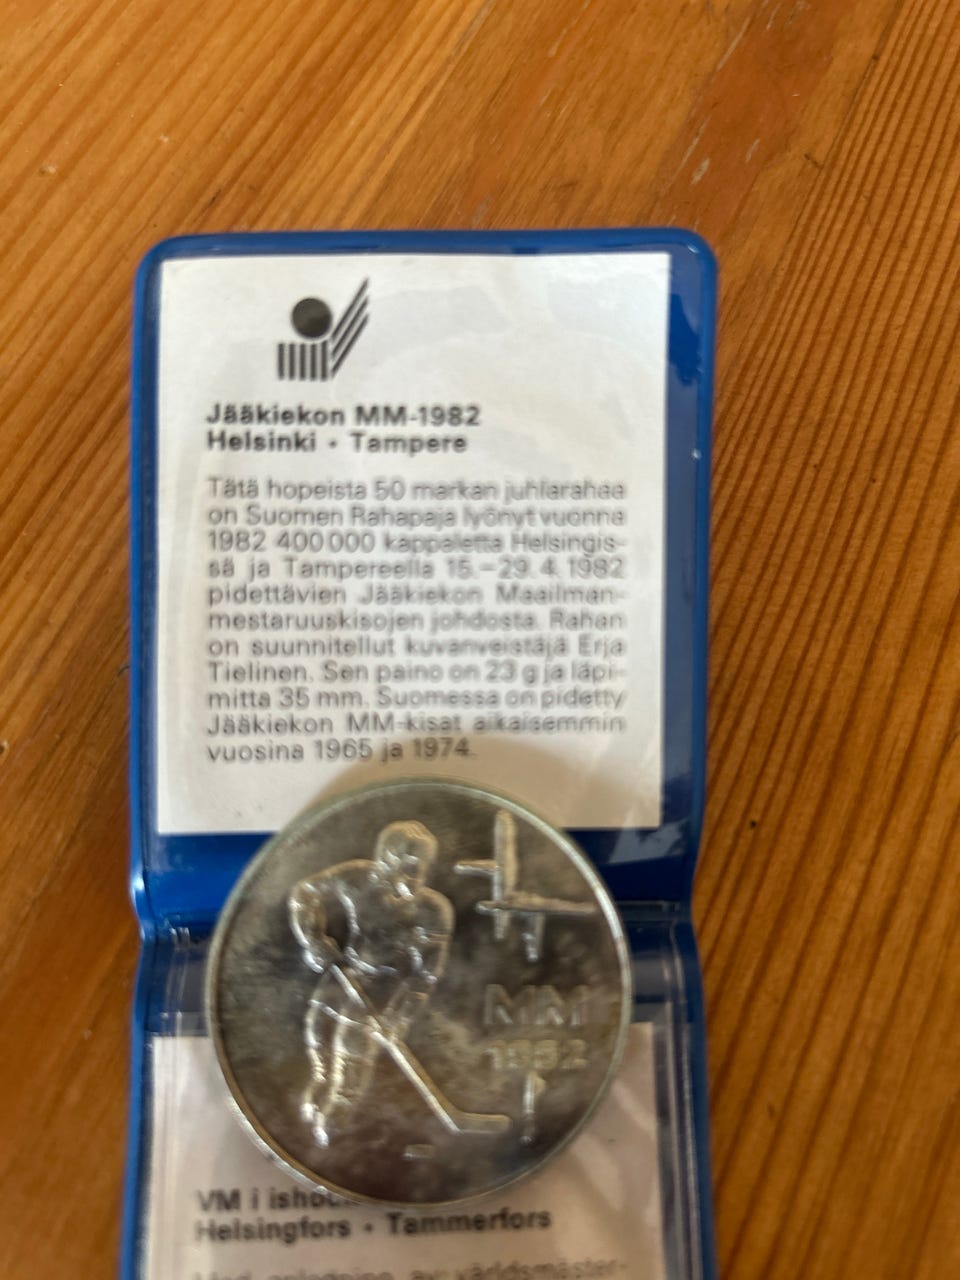 Jääkiekon MM-1982
Helsinki • Tampere
Tätä hopeista 50 markan juhlarahaa
on Suomen Rahapaja lyönyt vuonna
1982 400 000 kappaletta Helsingis-
sä ja Tampereella 15.–29.4.1982
pidettävien Jääkiekon Maailman-
mestaruuskisojen johdosta. Rahan
on suunnitellut kuvanveistäjä Erja
Tielinen. Sen paino on 23 g ja läpi-
mitta 35 mm. Suomessa on pidetty
Jääkiekon MM-kisat aikaisemmin
vuosina 1965 ja 1974.
MM
1982
VM i
Helsingfors • Tammerfors